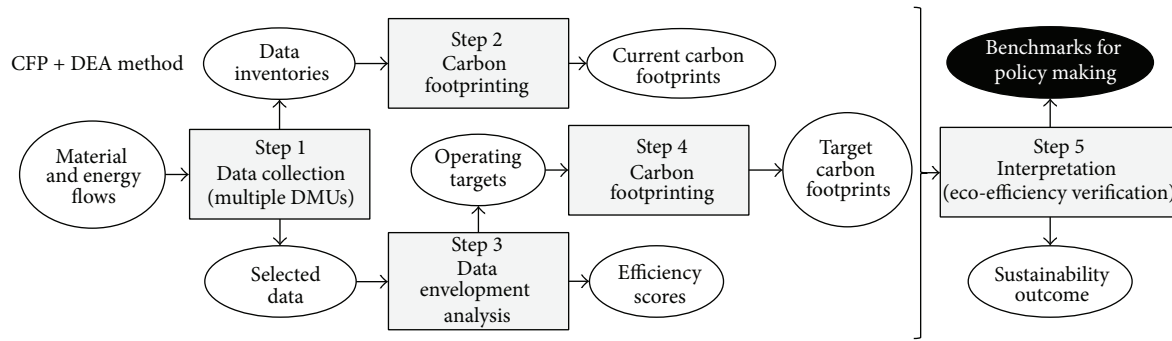 CFP + DEA method
Data
inventories
Step 2
Carbon
footprinting
Current carbon
footprints
Benchmarks for
policy making
Material
and energy
flows
Step 1
Data collection
(multiple DMUs)
Operating
targets
Step 4
Carbon
footprinting
Target
carbon
footprints
Step 5
Interpretation
(eco-efficiency verification)
Selected
data
Step 3
Data
envelopment
analysis
Efficiency
scores
Sustainability
outcome